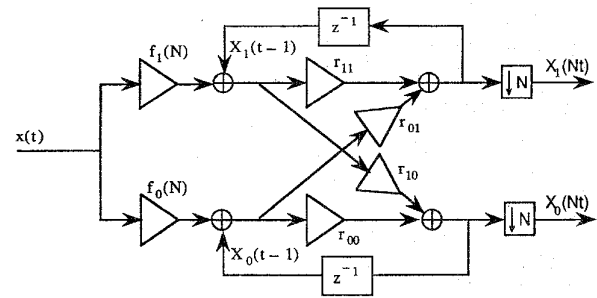 z⁻¹
f₁(N)
X₁(t−1)
r₁₁
↓N
X₁(Nt)
x(t)
r₀₁
f₀(N)
r₁₀
↓N
X₀(Nt)
r₀₀
X₀(t−1)
z⁻¹